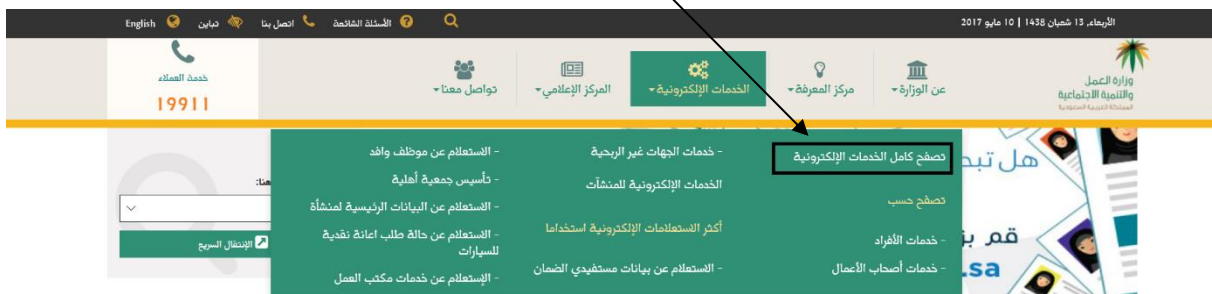 الأربعاء, 13 شعبان 1438 | 10 مايو 2017
الأسئلة الشائعة
اتصل بنا
تباين
English
وزارة العمل
والتنمية الاجتماعية
المملكة العربية السعودية
عن الوزارة
مركز المعرفة
الخدمات الإلكترونية
المركز الإعلامي
تواصل معنا
خدمة العملاء
19911
تصفح كامل الخدمات الإلكترونية
تصفح حسب
- خدمات الأفراد
- خدمات أصحاب الأعمال
- خدمات الجهات غير الربحية
الخدمات الإلكترونية للمنشآت
أكثر الاستعلامات الإلكترونية استخداما
- الاستعلام عن بيانات مستفيدي الضمان
- الاستعلام عن موظف وافد
- تأسيس جمعية أهلية
- الاستعلام عن البيانات الرئيسية لمنشأة
- الاستعلام عن حالة طلب اعانة نقدية
للسيارات
- الإستعلام عن خدمات مكتب العمل
هنا:
الإنتقال السريع
هل
قم
.sa